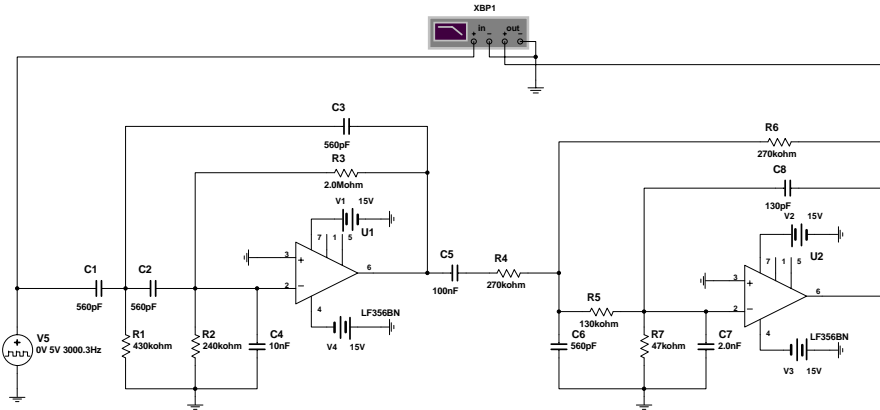 XBP1
in out
+ − + −
C3
560pF
R3
2.0Mohm
V1 15V
U1
7 1 5
3
+
6
−
2
4
LF356BN
V4 15V
C1
560pF
C2
560pF
R1
430kohm
R2
240kohm
C4
10nF
V5
0V 5V 3000.3Hz
+
C5
100nF
R4
270kohm
R6
270kohm
C8
130pF
V2 15V
U2
7 1 5
3
+
6
−
2
4
LF356BN
V3 15V
R5
130kohm
C6
560pF
R7
47kohm
C7
2.0nF